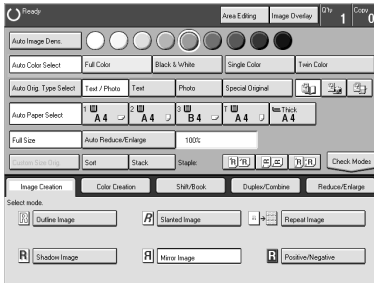 Ready Area Editing Image Overlay Q'ty 1 Copy 0
Auto Image Dens.
Auto Color Select Full Color Black & White Single Color Twin Color
Auto Orig. Type Select Text / Photo Text Photo Special Original
Auto Paper Select 1 A4 2 A4 3 B4 T A4 Thick A4
Full Size Auto Reduce/Enlarge 100%
Custom Size Orig. Sort Stack Staple: Check Modes
Image Creation Color Creation Shift/Book Duplex/Combine Reduce/Enlarge
Select mode.
R Outline Image R Slanted Image Repeat Image
R Shadow Image R Mirror Image R Positive/Negative